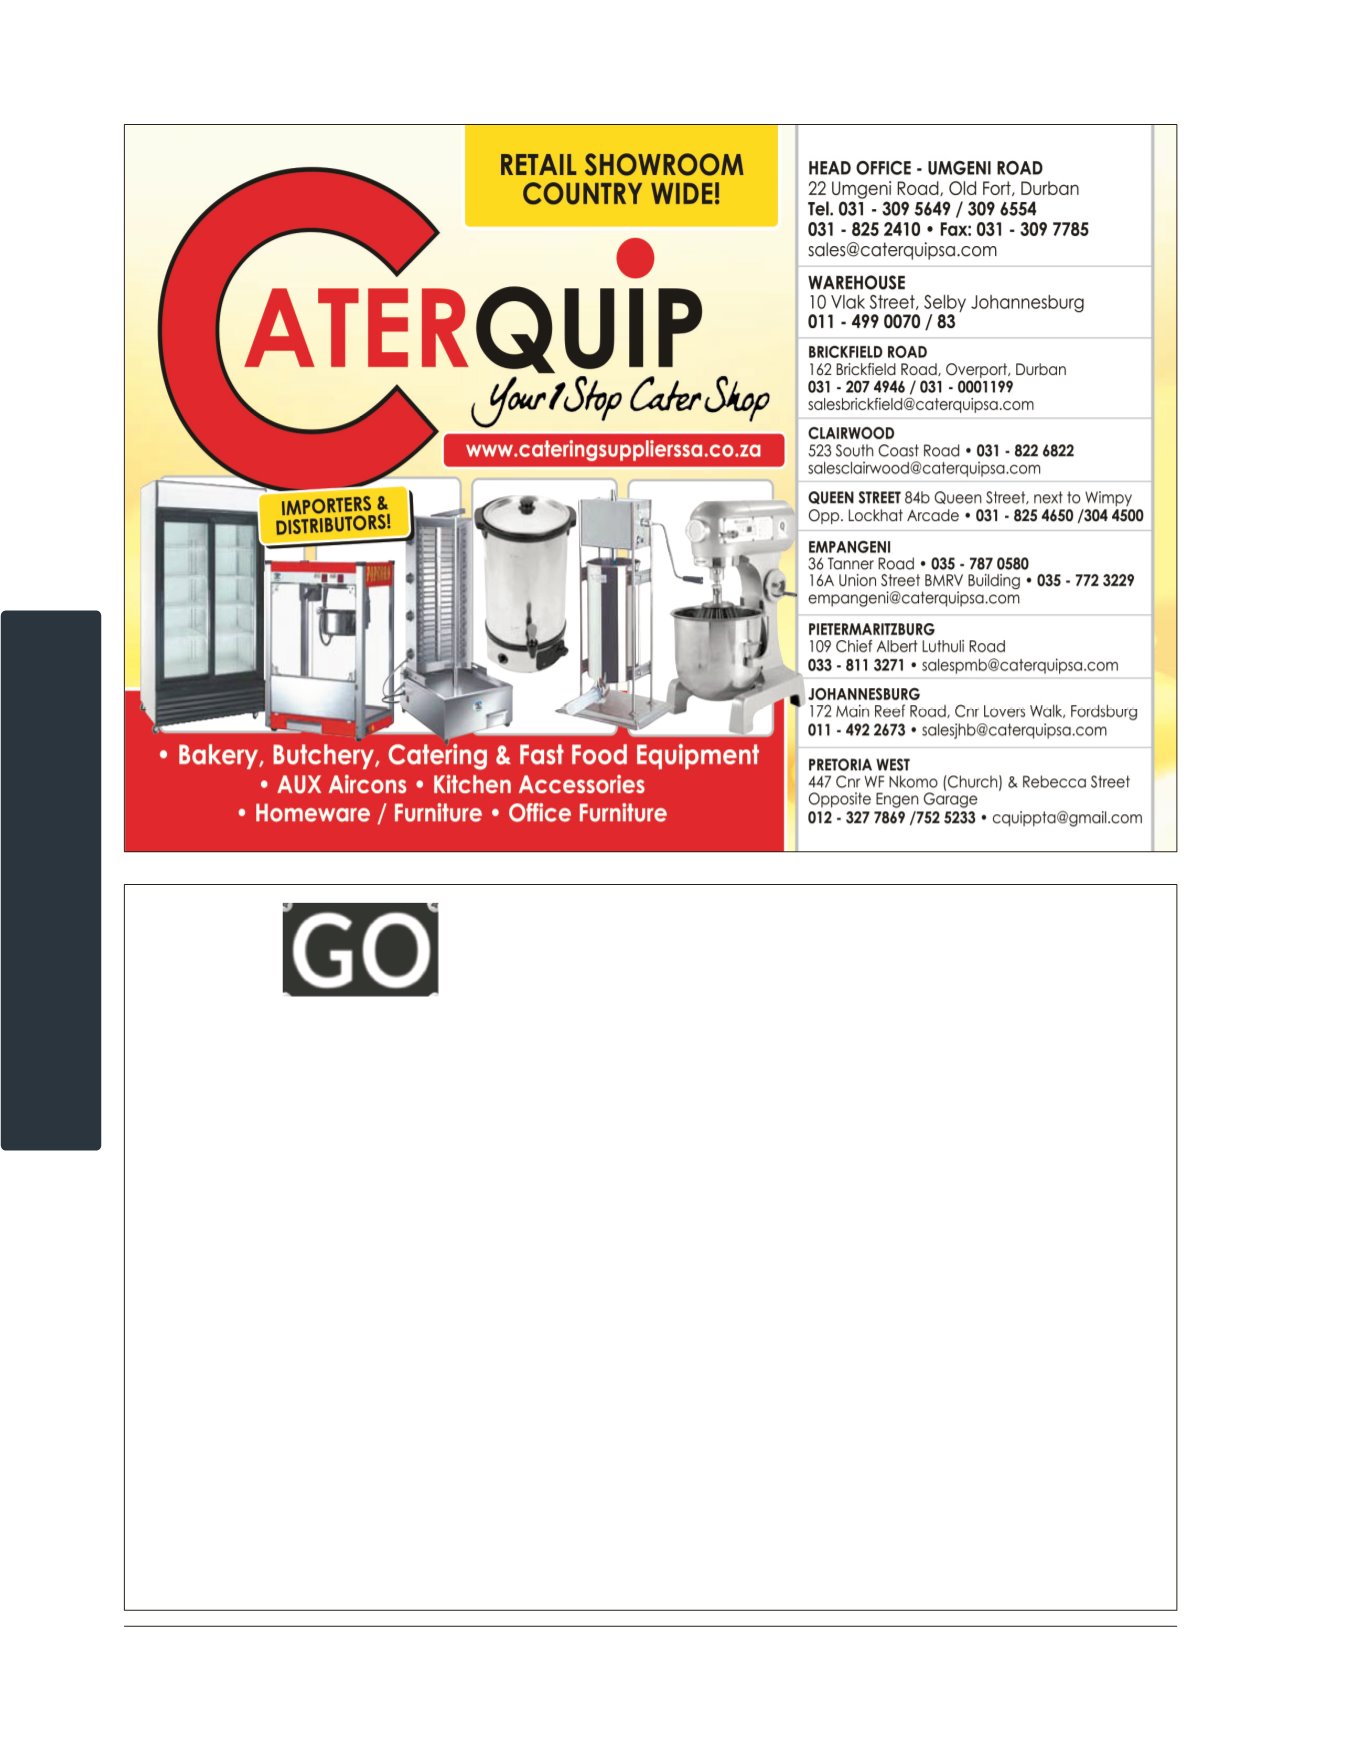 RETAIL SHOWROOM
COUNTRY WIDE!
CATERQUIP
Your 1 Stop Cater Shop
www.cateringsupplierssa.co.za
IMPORTERS &
DISTRIBUTORS!
POPCORN
• Bakery, Butchery, Catering & Fast Food Equipment
• AUX Aircons • Kitchen Accessories
• Homeware / Furniture • Office Furniture
HEAD OFFICE - UMGENI ROAD
22 Umgeni Road, Old Fort, Durban
Tel. 031 - 309 5649 / 309 6554
031 - 825 2410 • Fax: 031 - 309 7785
sales@caterquipsa.com
WAREHOUSE
10 Vlak Street, Selby Johannesburg
011 - 499 0070 / 83
BRICKFIELD ROAD
162 Brickfield Road, Overport, Durban
031 - 207 4946 / 031 - 0001199
salesbrickfield@caterquipsa.com
CLAIRWOOD
523 South Coast Road • 031 - 822 6822
salesclairwood@caterquipsa.com
QUEEN STREET 84b Queen Street, next to Wimpy
Opp. Lockhat Arcade • 031 - 825 4650 /304 4500
EMPANGENI
36 Tanner Road • 035 - 787 0580
16A Union Street BMRV Building • 035 - 772 3229
empangeni@caterquipsa.com
PIETERMARITZBURG
109 Chief Albert Luthuli Road
033 - 811 3271 • salespmb@caterquipsa.com
JOHANNESBURG
172 Main Reef Road, Cnr Lovers Walk, Fordsburg
011 - 492 2673 • salesjhb@caterquipsa.com
PRETORIA WEST
447 Cnr WF Nkomo (Church) & Rebecca Street
Opposite Engen Garage
012 - 327 7869 /752 5233 • cquippta@gmail.com
GO